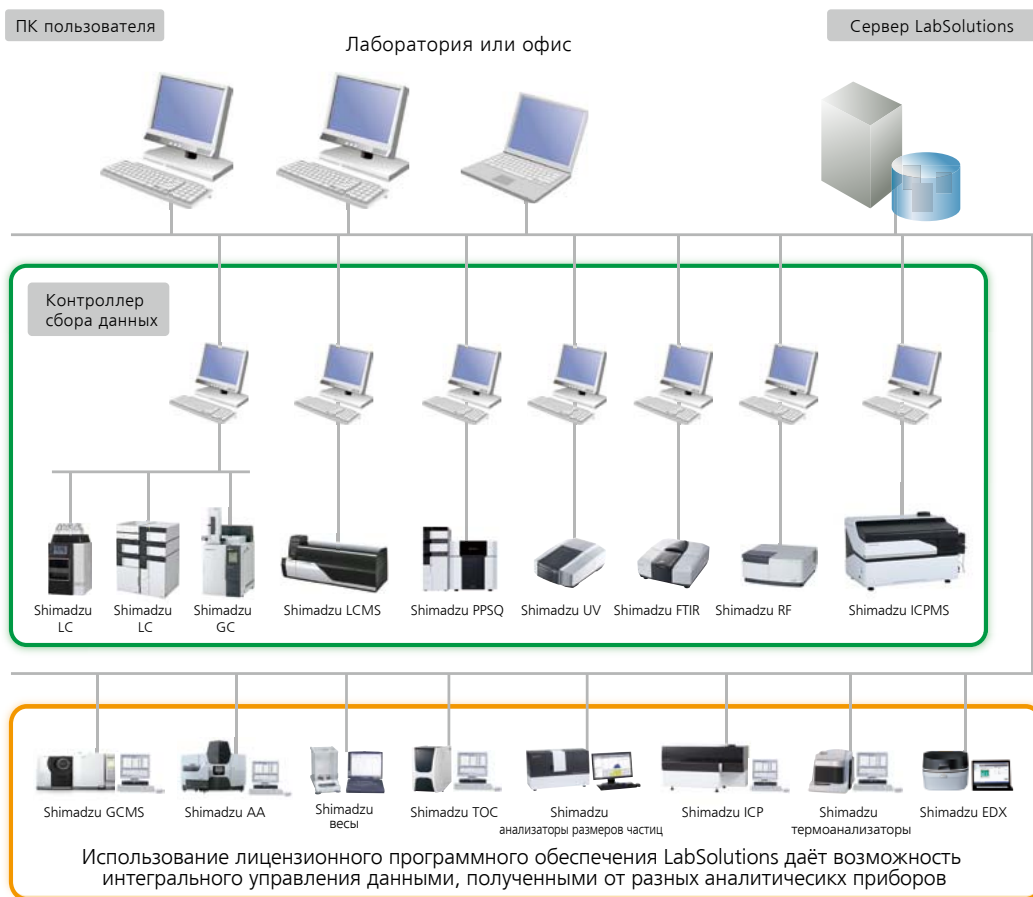 ПК пользователя
Лаборатория или офис
Сервер LabSolutions
Контроллер
сбора данных
Shimadzu
LC
Shimadzu
LC
Shimadzu
GC
Shimadzu LCMS
Shimadzu PPSQ
Shimadzu UV
Shimadzu FTIR
Shimadzu RF
Shimadzu ICPMS
Shimadzu GCMS
Shimadzu AA
Shimadzu
весы
Shimadzu TOC
Shimadzu
анализаторы размеров частиц
Shimadzu ICP
Shimadzu
термоанализаторы
Shimadzu EDX
Использование лицензионного программного обеспечения LabSolutions даёт возможность
интегрального управления данными, полученными от разных аналитичесикх приборов